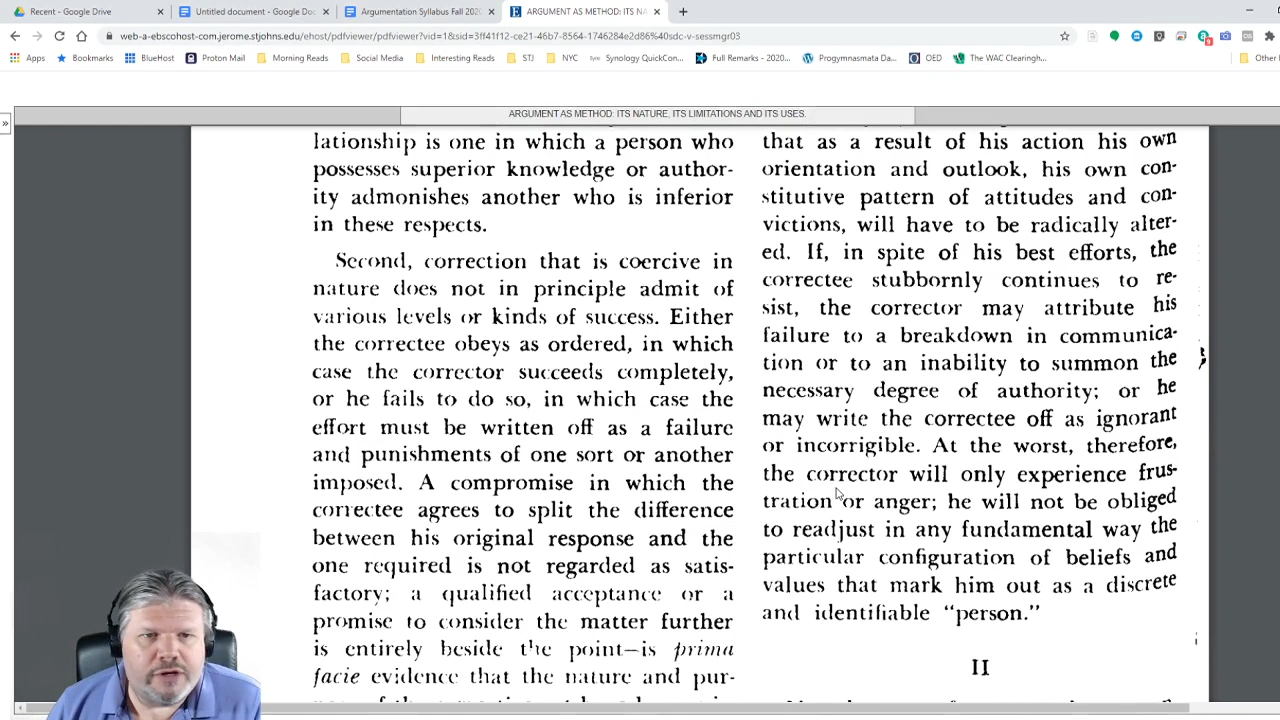 Recent - Google Drive
Untitled document - Google Doc
Argumentation Syllabus Fall 202
ARGUMENT AS METHOD: ITS NA
web-a-ebscohost-com.jerome.stjohns.edu/ehost/pdfviewer/pdfviewer?vid=1&sid=3ff41f12-ce21-46b7-8564-1746284e2d86%40sdc-v-sessmgr03
Apps Bookmarks BlueHost Proton Mail Morning Reads Social Media Interesting Reads STJ NYC Synology QuickCon... Full Remarks - 2020... Progymnasmata Da... OED The WAC Clearingh... Other
ARGUMENT AS METHOD: ITS NATURE, ITS LIMITATIONS AND ITS USES.
lationship is one in which a person who
possesses superior knowledge or author-
ity admonishes another who is inferior
in these respects.
Second, correction that is coercive in
nature does not in principle admit of
various levels or kinds of success. Either
the correctee obeys as ordered, in which
case the corrector succeeds completely,
or he fails to do so, in which case the
effort must be written off as a failure
and punishments of one sort or another
imposed. A compromise in which the
correctee agrees to split the difference
between his original response and the
one required is not regarded as satis-
factory; a qualified acceptance or a
promise to consider the matter further
is entirely beside the point—is prima
facie evidence that the nature and pur-
that as a result of his action his own
orientation and outlook, his own con-
stitutive pattern of attitudes and con-
victions, will have to be radically alter-
ed. If, in spite of his best efforts, the
correctee stubbornly continues to re-
sist, the corrector may attribute his
failure to a breakdown in communica-
tion or to an inability to summon the
necessary degree of authority; or he
may write the correctee off as ignorant
or incorrigible. At the worst, therefore,
the corrector will only experience frus-
tration or anger; he will not be obliged
to readjust in any fundamental way the
particular configuration of beliefs and
values that mark him out as a discrete
and identifiable "person."
II